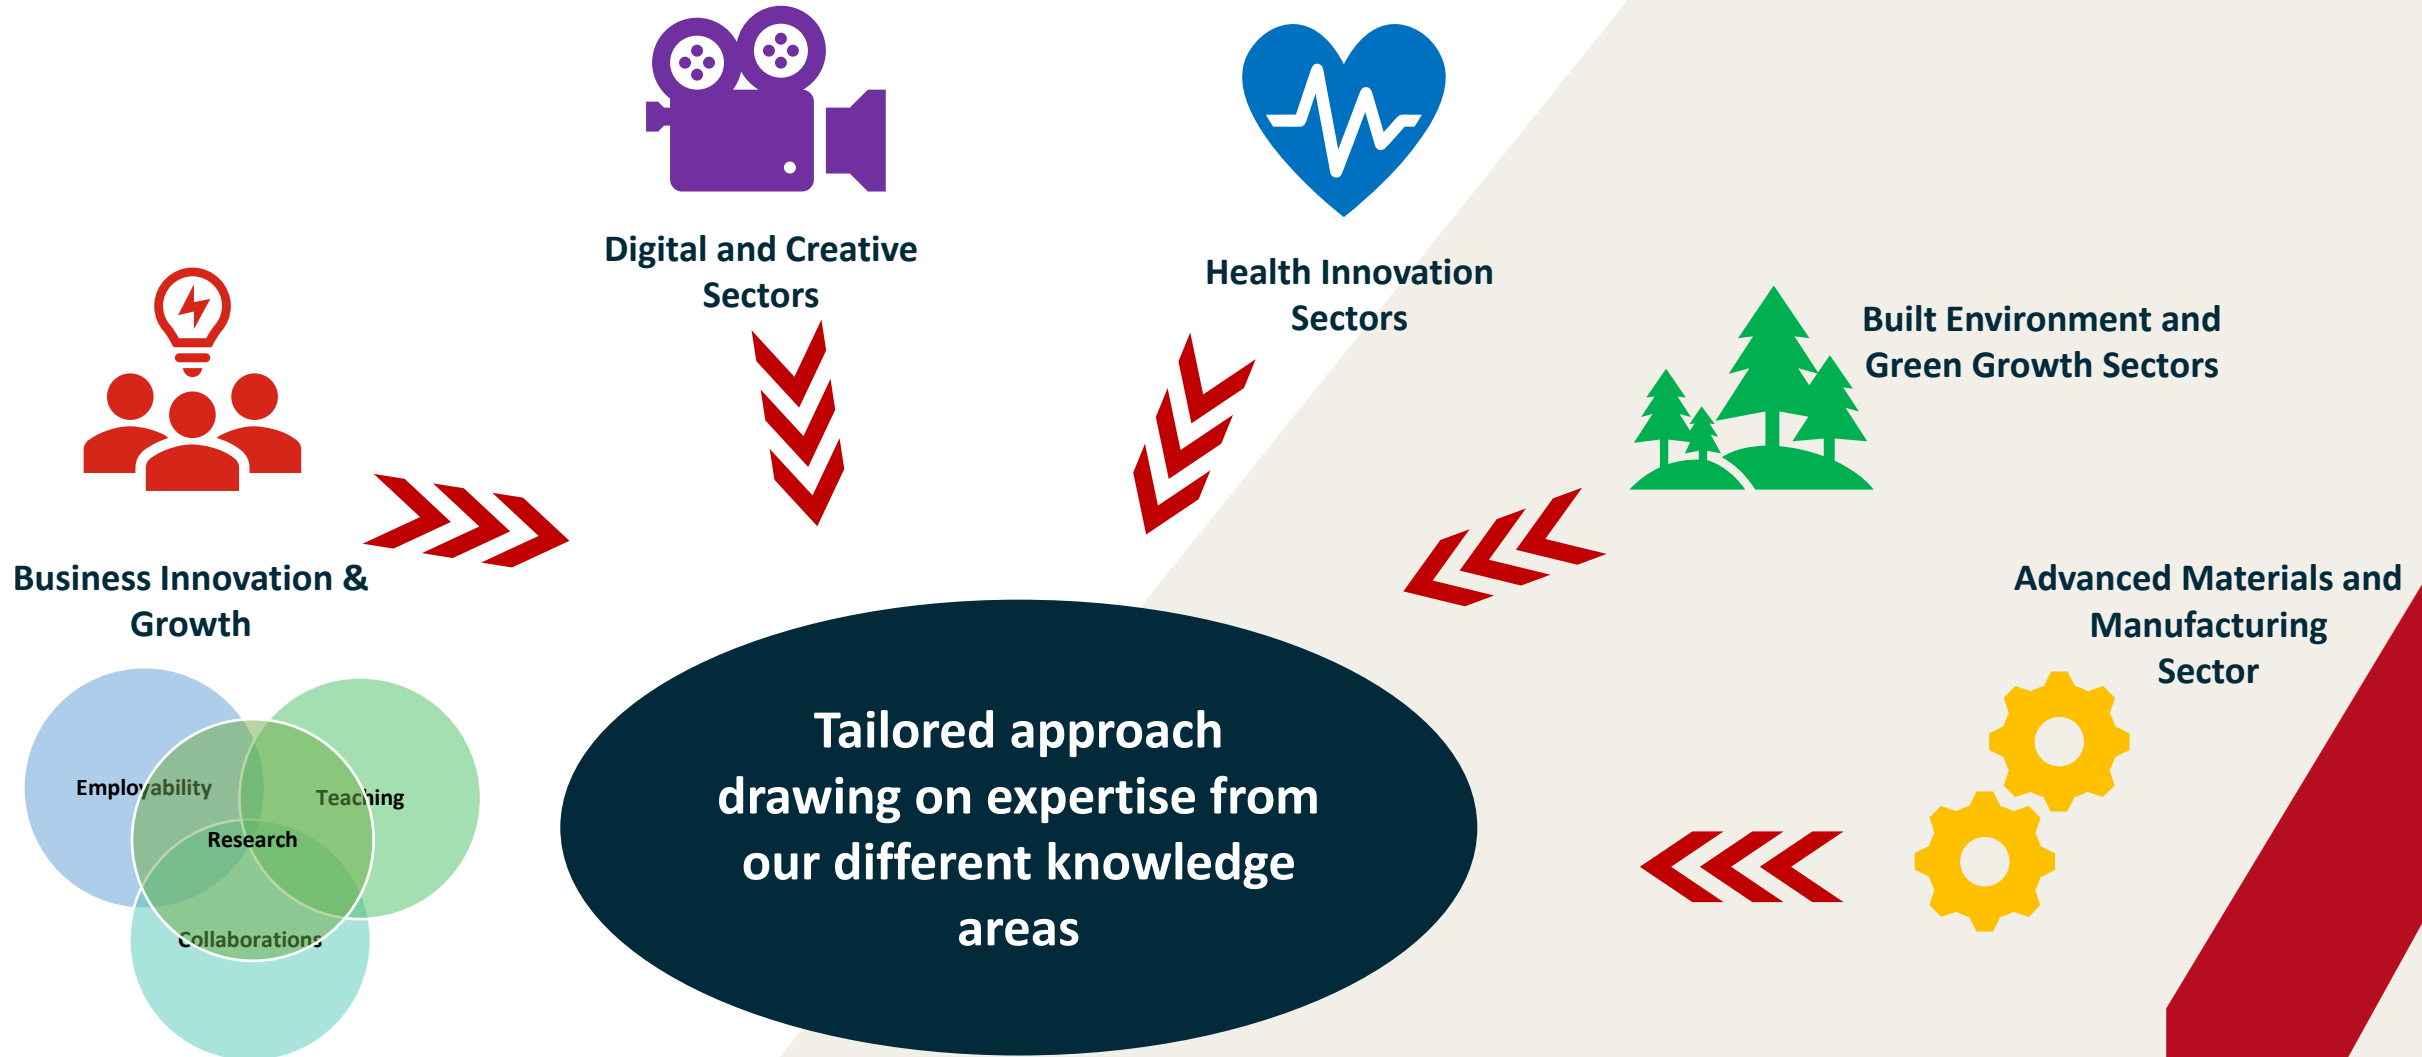 Digital and Creative
Sectors
Health Innovation
Sectors
Built Environment and
Green Growth Sectors
Business Innovation &
Growth
Advanced Materials and
Manufacturing
Sector
Employability
Teaching
Research
Collaborations
Tailored approach
drawing on expertise from
our different knowledge
areas